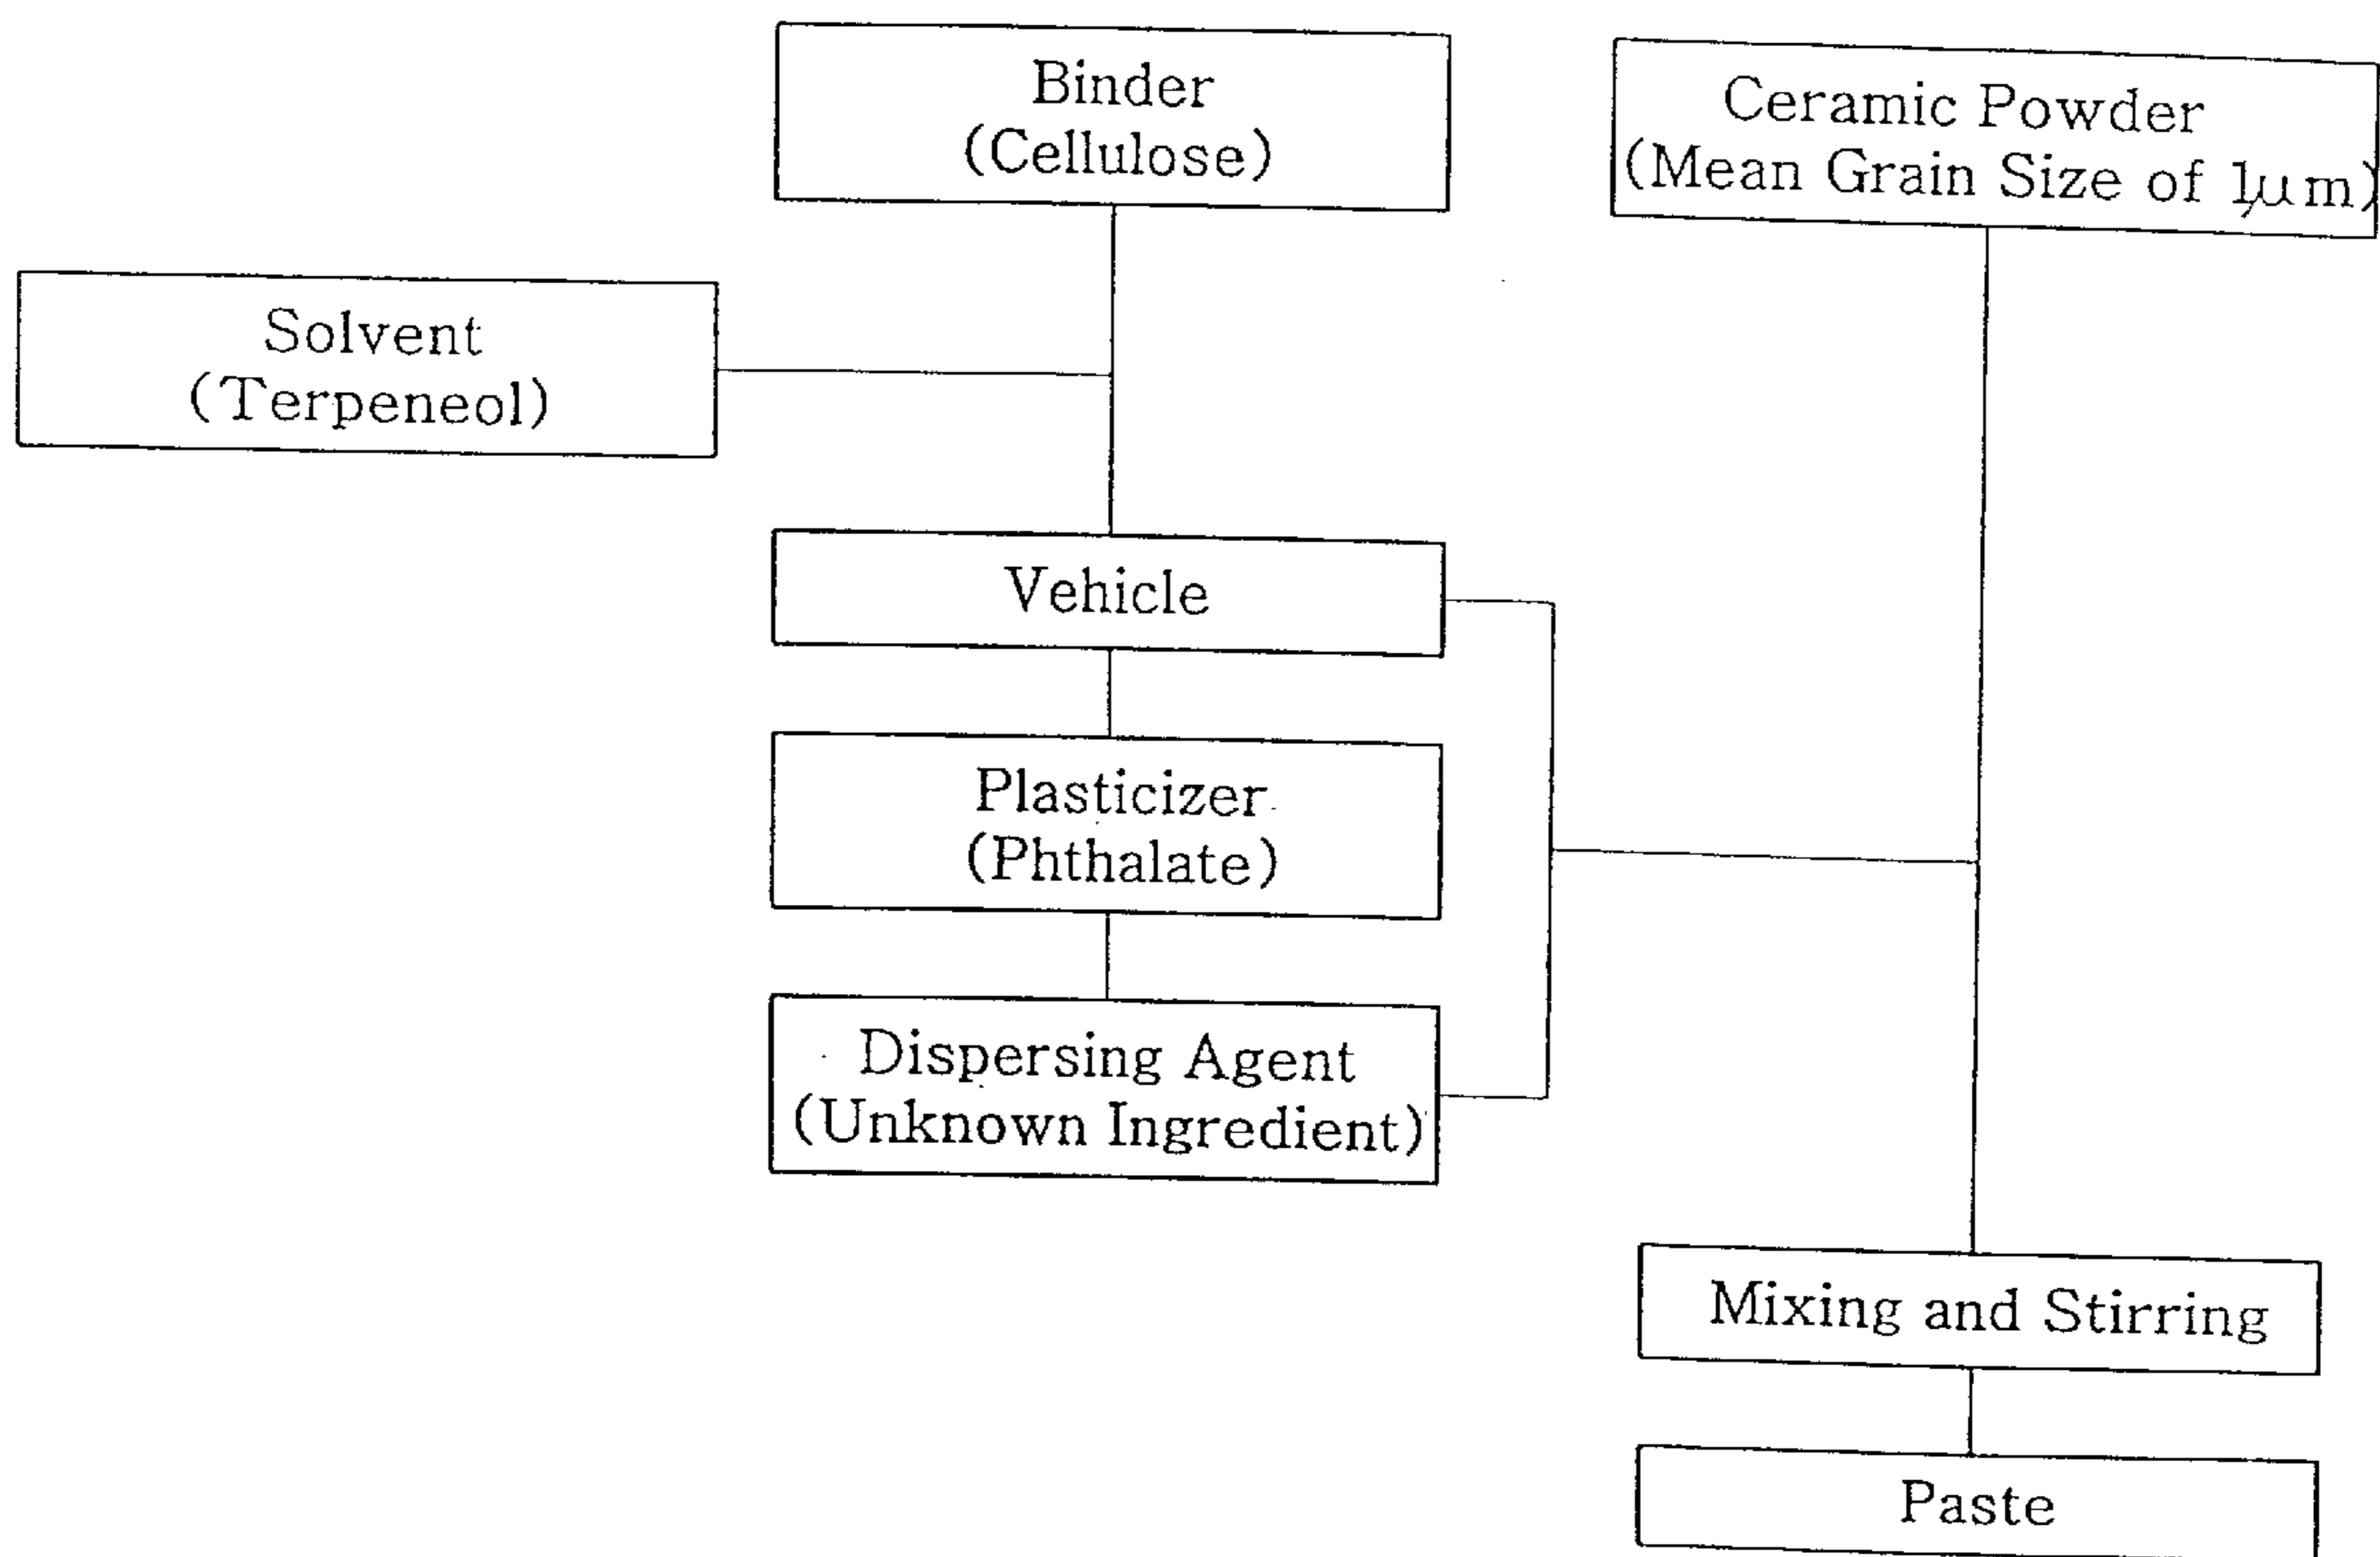 Binder
(Cellulose)
Ceramic Powder
(Mean Grain Size of 1μm)
Solvent
(Terpeneol)
Vehicle
Plasticizer
(Phthalate)
Dispersing Agent
(Unknown Ingredient)
Mixing and Stirring
Paste